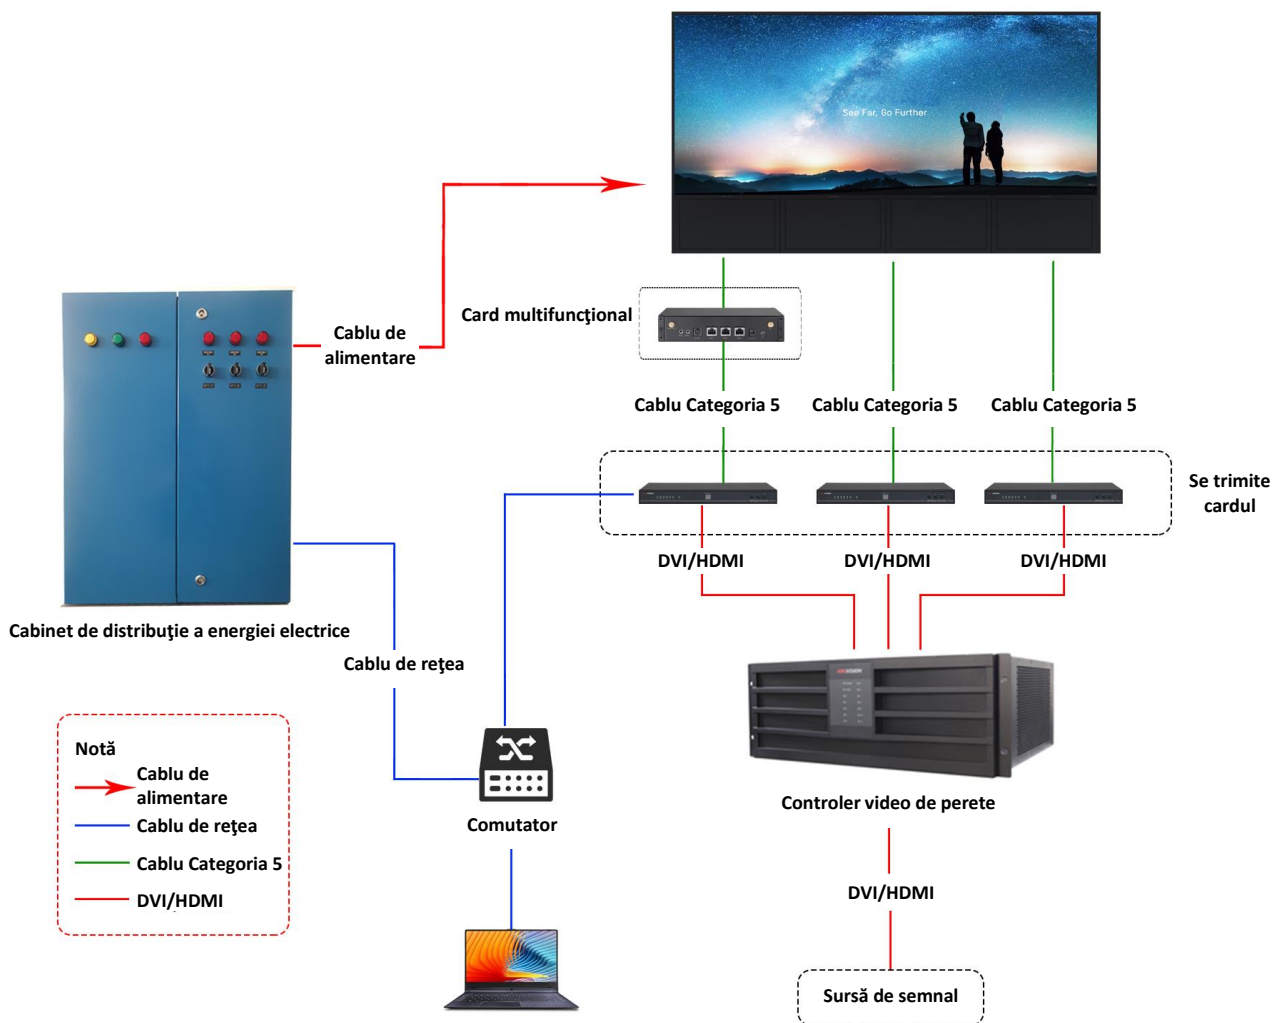 See Far, Go Further
Card multifuncţional
Cablu de
alimentare
Cablu Categoria 5
Cablu Categoria 5
Cablu Categoria 5
Se trimite
cardul
DVI/HDMI
DVI/HDMI
DVI/HDMI
Cabinet de distribuţie a energiei electrice
Cablu de reţea
HIKVISION
Notă
Cablu de
alimentare
Cablu de reţea
Cablu Categoria 5
DVI/HDMI
Comutator
Controler video de perete
DVI/HDMI
Sursă de semnal